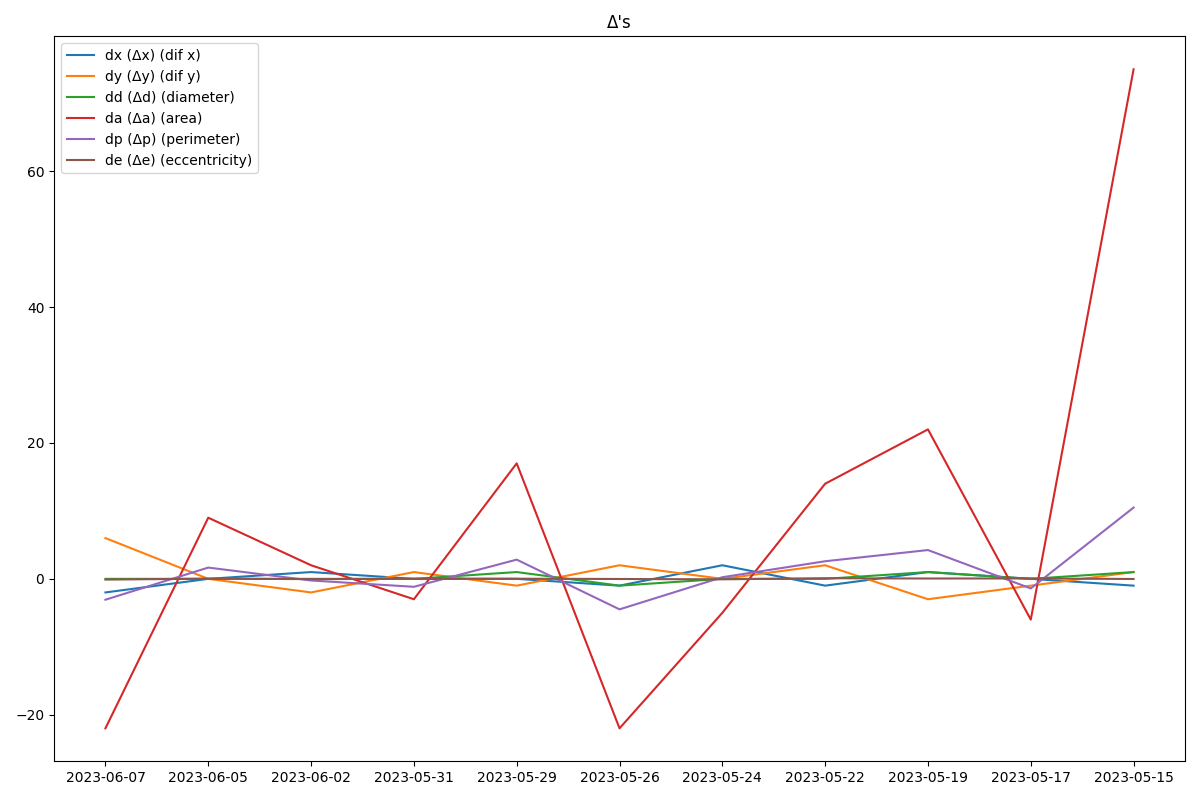 Δ's
dx (Δx) (dif x)
dy (Δy) (dif y)
dd (Δd) (diameter)
da (Δa) (area)
dp (Δp) (perimeter)
de (Δe) (eccentricity)
60
40
20
0
−20
2023-06-07 2023-06-05 2023-06-02 2023-05-31 2023-05-29 2023-05-26 2023-05-24 2023-05-22 2023-05-19 2023-05-17 2023-05-15